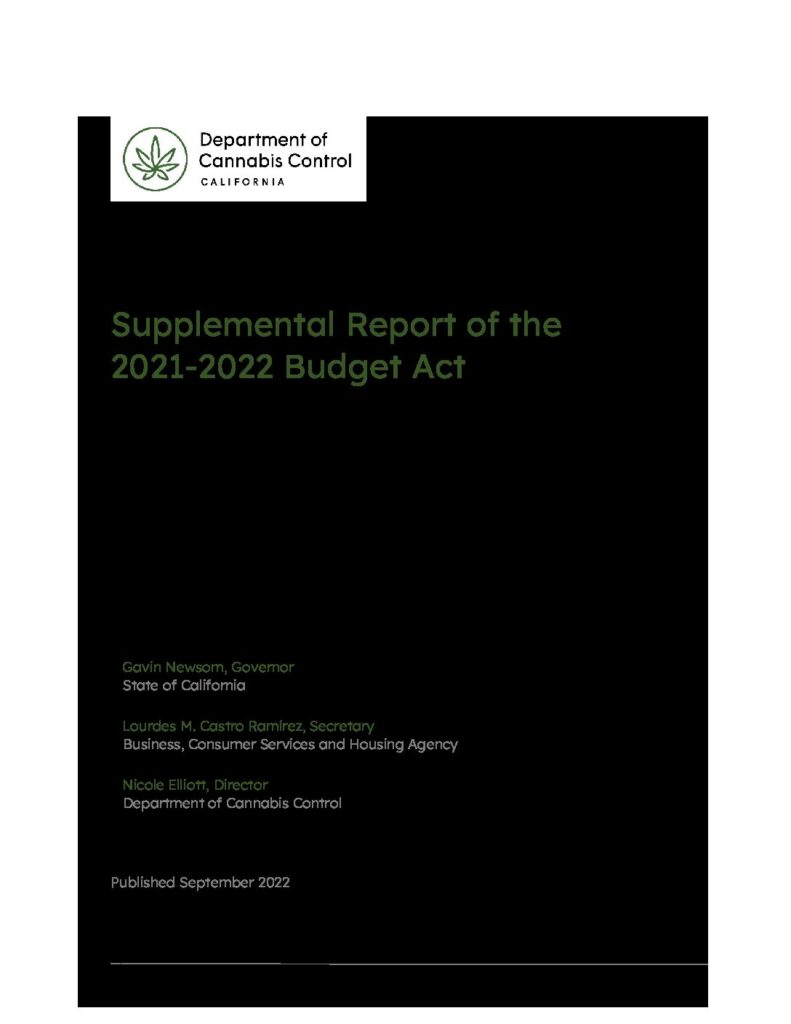 Department of
Cannabis Control
CALIFORNIA
Supplemental Report of the
2021-2022 Budget Act
Gavin Newsom, Governor
State of California
Lourdes M. Castro Ramírez, Secretary
Business, Consumer Services and Housing Agency
Nicole Elliott, Director
Department of Cannabis Control
Published September 2022